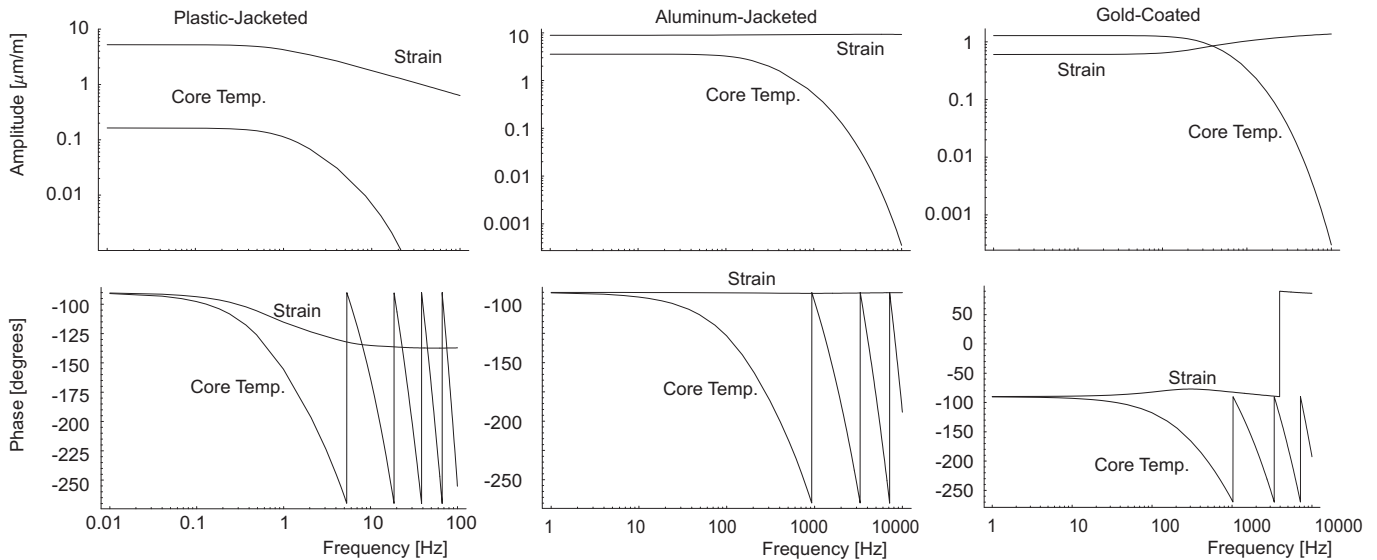 Plastic-Jacketed
Aluminum-Jacketed
Gold-Coated
Amplitude [μm/m]
10
1
0.1
0.01
Strain
Core Temp.
10
1
0.1
0.01
0.001
Strain
Core Temp.
1
0.1
0.01
0.001
Strain
Core Temp.
Phase [degrees]
-100
-125
-150
-175
-200
-225
-250
Strain
Core Temp.
0.01
0.1
1
10
100
Frequency [Hz]
-100
-150
-200
-250
Strain
Core Temp.
1
10
100
1000
10000
Frequency [Hz]
50
0
-50
-100
-150
-200
-250
Strain
Core Temp.
1
10
100
1000
10000
Frequency [Hz]